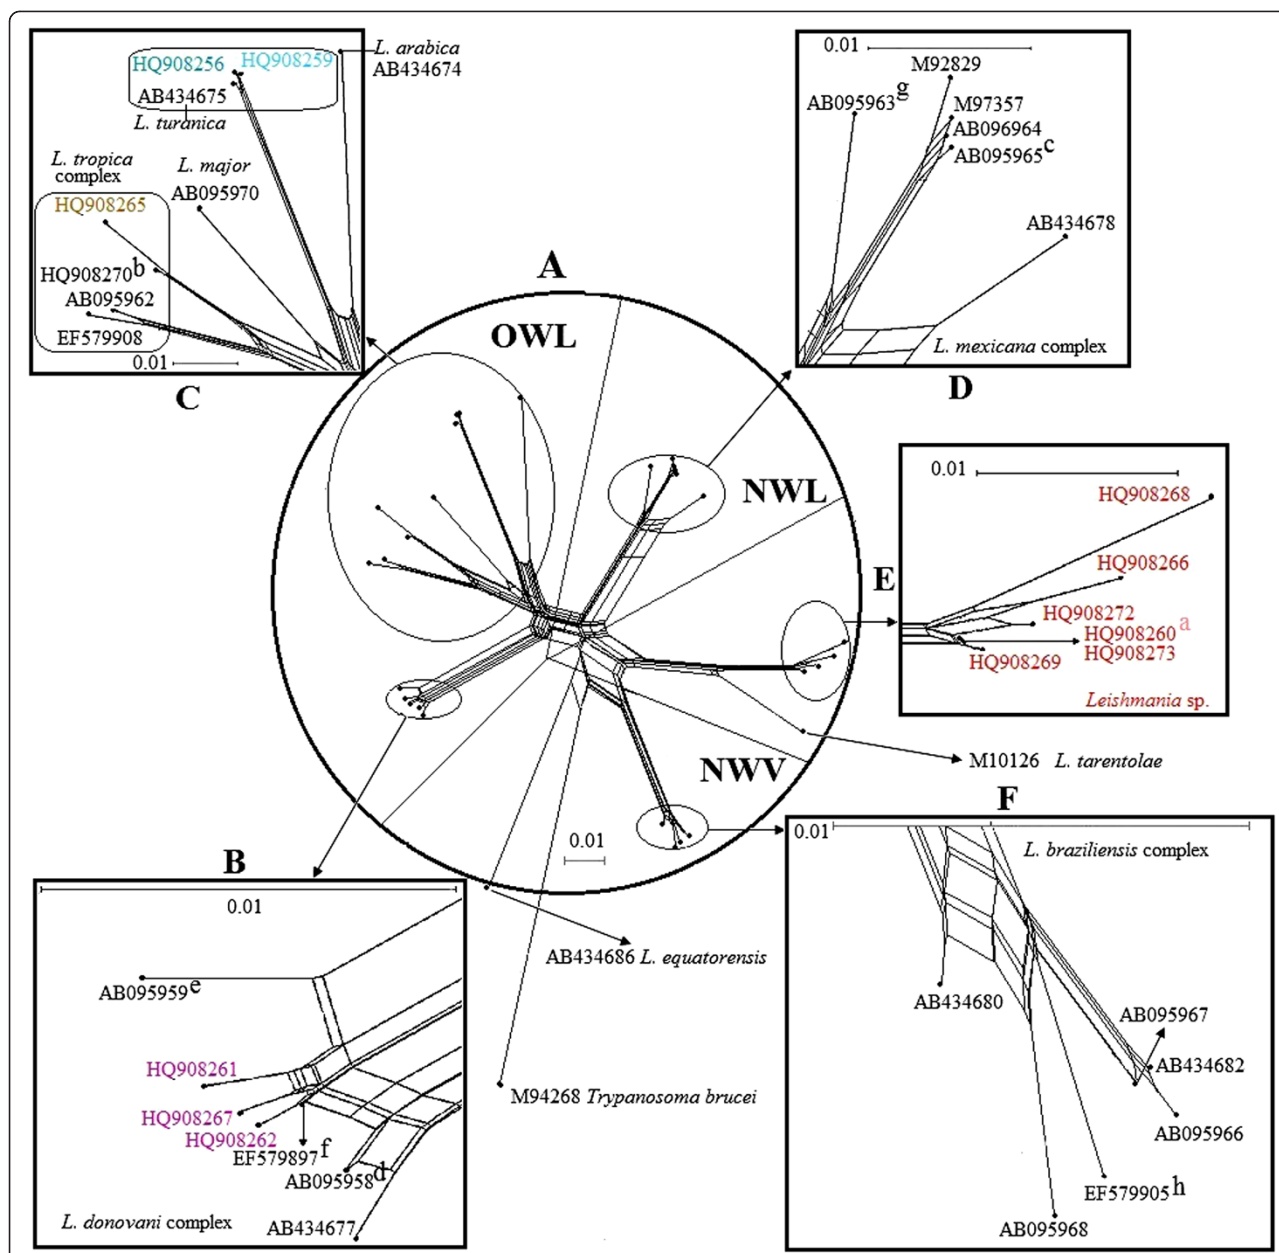 HQ908256 HQ908259
AB434675
L. turanica
L. arabica
AB434674
L. tropica
complex
L. major
AB095970
HQ908265
HQ908270b
AB095962
EF579908
0.01
C
A
OWL
NWL
NWV
0.01
0.01
M92829
AB095963g
M97357
AB096964
AB095965c
AB434678
L. mexicana complex
D
E
0.01
HQ908268
HQ908266
HQ908272
HQ908260a
HQ908273
HQ908269
Leishmania sp.
M10126 L. tarentolae
F
0.01
L. braziliensis complex
AB434680
AB095967
AB434682
AB095966
EF579905h
AB095968
B
0.01
AB095959e
HQ908261
HQ908267
HQ908262
EF579897f
AB095958d
L. donovani complex
AB434677
AB434686 L. equatorensis
M94268 Trypanosoma brucei